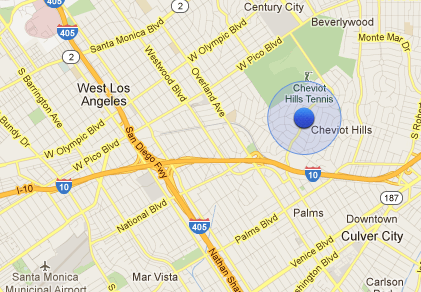 405
2
Century City
Beverlywood
Santa Monica Blvd
W Olympic Blvd
Monte Mar Dr
2
W Pico Blvd
S Barrington Ave
Westwood Blvd
Overland Ave
West Los
Angeles
Cheviot
Hills Tennis
Bundy Dr
W Olympic Blvd
San Diego Fwy
Cheviot Hills
W Pico Blvd
I-10
10
10
187
National Blvd
Palms
Downtown
405
Palms Blvd
Culver City
Venice Blvd
Santa Monica
Municipal Airport
Mar Vista
Nathan
Carlson